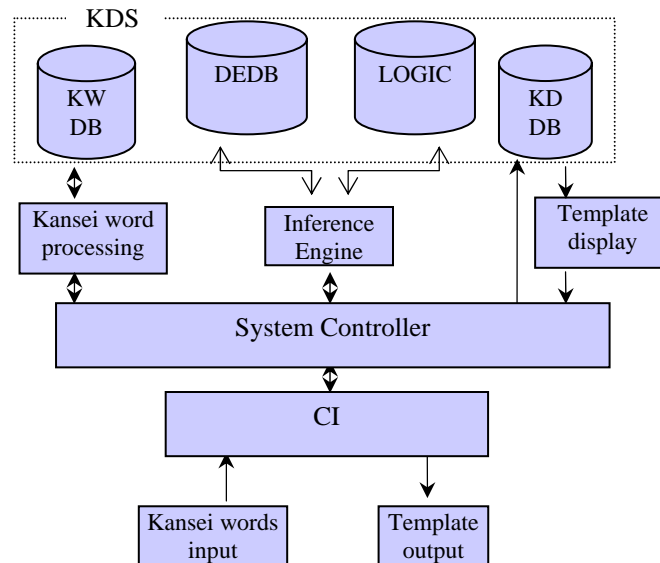 KDS
KW
DB
DEDB
LOGIC
KD
DB
Kansei word
processing
Inference
Engine
Template
display
System Controller
CI
Kansei words
input
Template
output